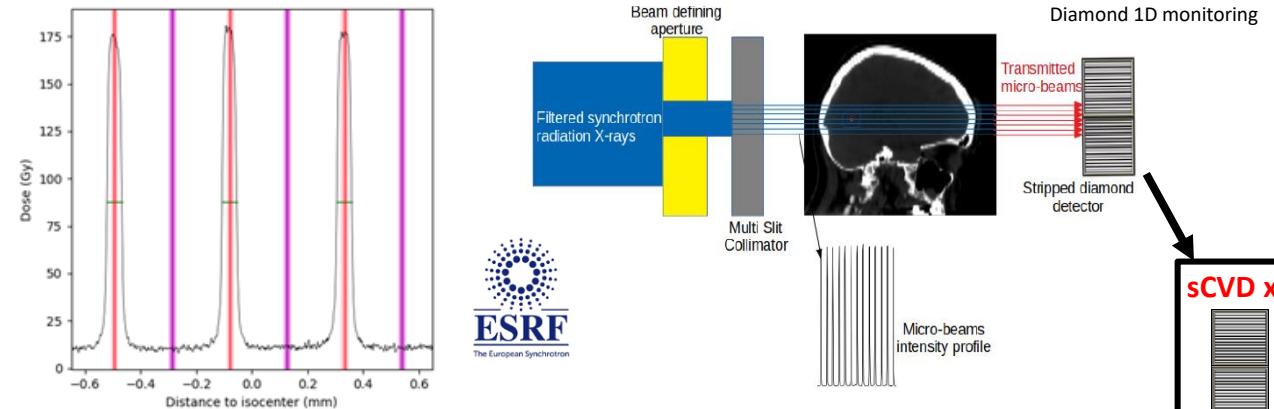 175
150
125
100
75
50
25
0
Dose (Gy)
−0.6 −0.4 −0.2 0.0 0.2 0.4 0.6
Distance to isocenter (mm)
ESRF
The European Synchrotron
Beam defining
aperture
Filtered synchrotron
radiation X-rays
Multi Slit
Collimator
Micro-beams
intensity profile
Diamond 1D monitoring
Transmitted
micro-beams
Stripped diamond
detector
sCVD x